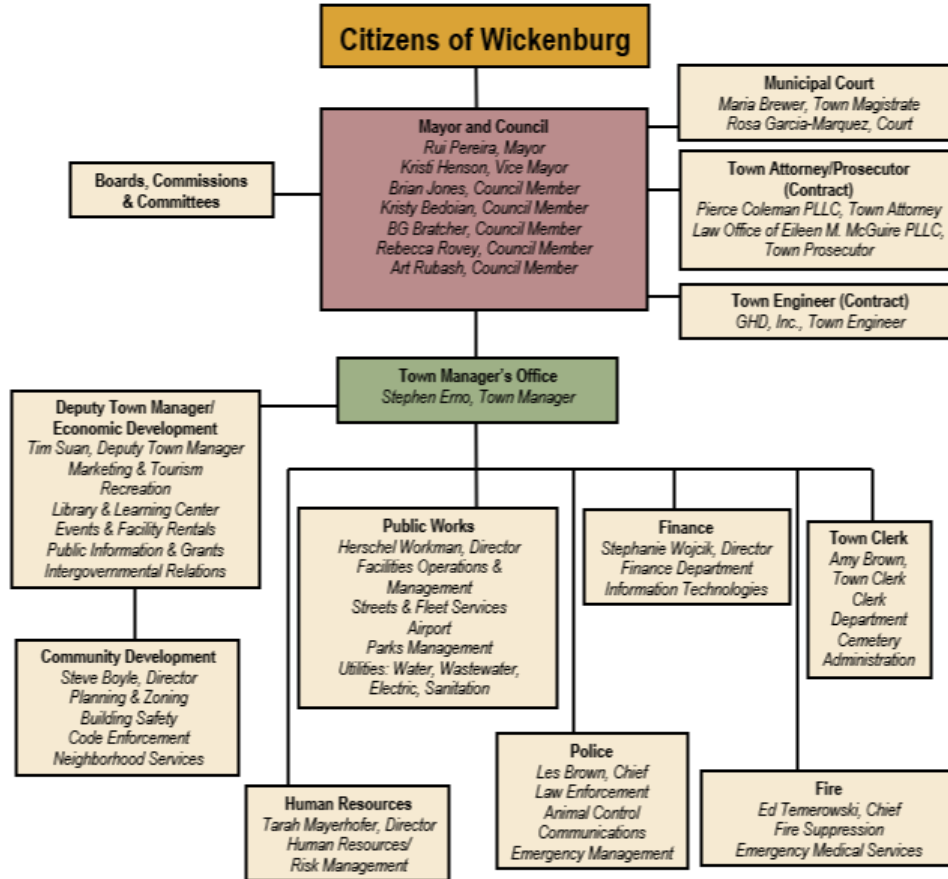 Citizens of Wickenburg
Municipal Court
Maria Brewer, Town Magistrate
Rosa Garcia-Marquez, Court
Mayor and Council
Rui Pereira, Mayor
Kristi Henson, Vice Mayor
Brian Jones, Council Member
Kristy Bedoian, Council Member
BG Bratcher, Council Member
Rebecca Rovey, Council Member
Art Rubash, Council Member
Boards, Commissions
& Committees
Town Attorney/Prosecutor
(Contract)
Pierce Coleman PLLC, Town Attorney
Law Office of Eileen M. McGuire PLLC,
Town Prosecutor
Town Engineer (Contract)
GHD, Inc., Town Engineer
Town Manager's Office
Stephen Erno, Town Manager
Deputy Town Manager/
Economic Development
Tim Suan, Deputy Town Manager
Marketing & Tourism
Recreation
Library & Learning Center
Events & Facility Rentals
Public Information & Grants
Intergovernmental Relations
Public Works
Herschel Workman, Director
Facilities Operations &
Management
Streets & Fleet Services
Airport
Parks Management
Utilities: Water, Wastewater,
Electric, Sanitation
Finance
Stephanie Wojcik, Director
Finance Department
Information Technologies
Town Clerk
Amy Brown,
Town Clerk
Clerk
Department
Cemetery
Administration
Community Development
Steve Boyle, Director
Planning & Zoning
Building Safety
Code Enforcement
Neighborhood Services
Human Resources
Tarah Mayerhofer, Director
Human Resources/
Risk Management
Police
Les Brown, Chief
Law Enforcement
Animal Control
Communications
Emergency Management
Fire
Ed Temerowski, Chief
Fire Suppression
Emergency Medical Services